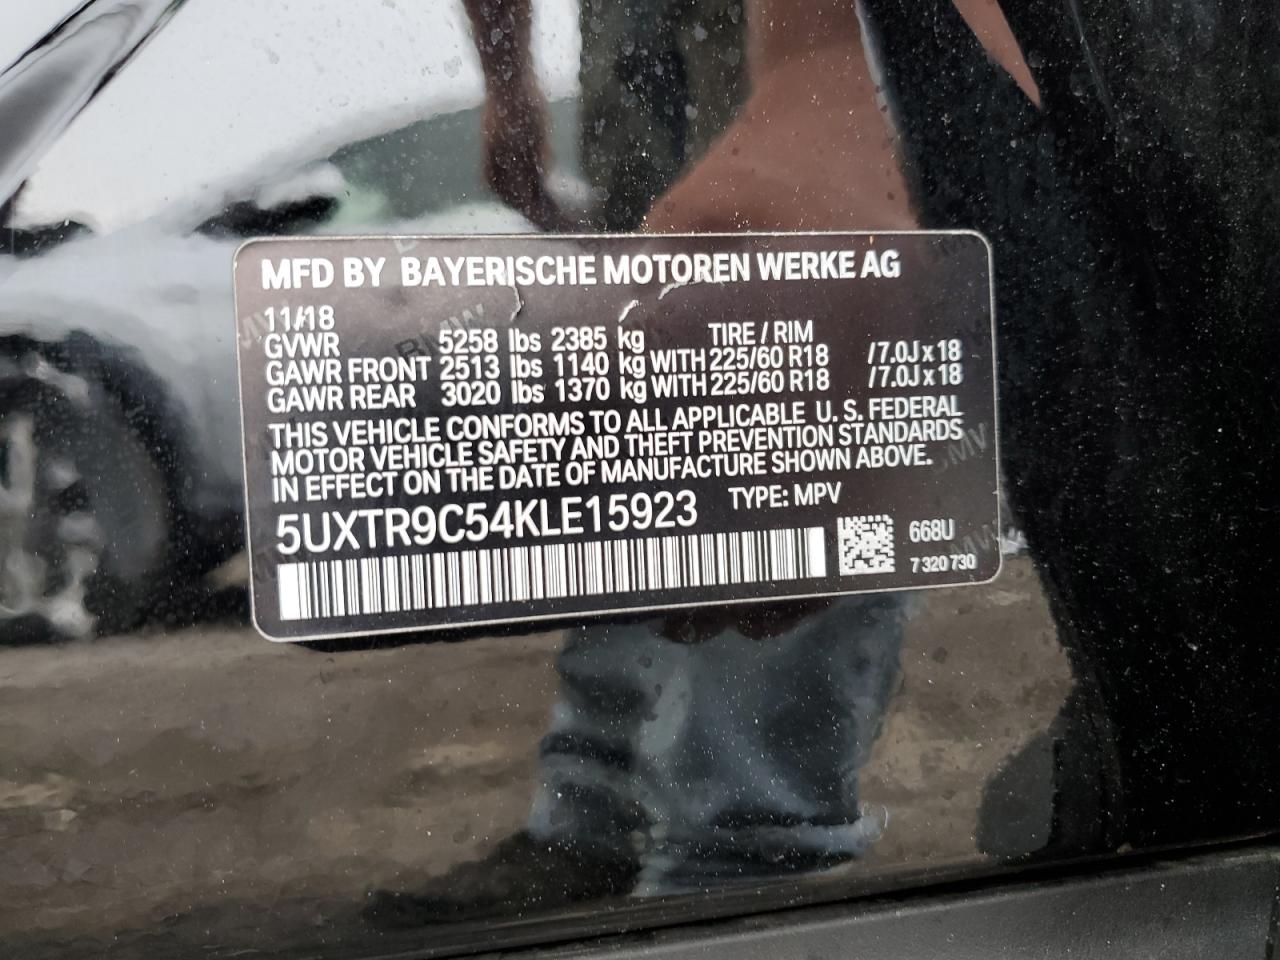 MFD BY BAYERISCHE MOTOREN WERKE AG
11/18
GVWR 5258 lbs 2385 kg TIRE / RIM
GAWR FRONT 2513 lbs 1140 kg WITH 225/60 R18 /7.0J x 18
GAWR REAR 3020 lbs 1370 kg WITH 225/60 R18 /7.0J x 18
THIS VEHICLE CONFORMS TO ALL APPLICABLE U. S. FEDERAL
MOTOR VEHICLE SAFETY AND THEFT PREVENTION STANDARDS
IN EFFECT ON THE DATE OF MANUFACTURE SHOWN ABOVE.
5UXTR9C54KLE15923 TYPE: MPV
668U
7 320 730